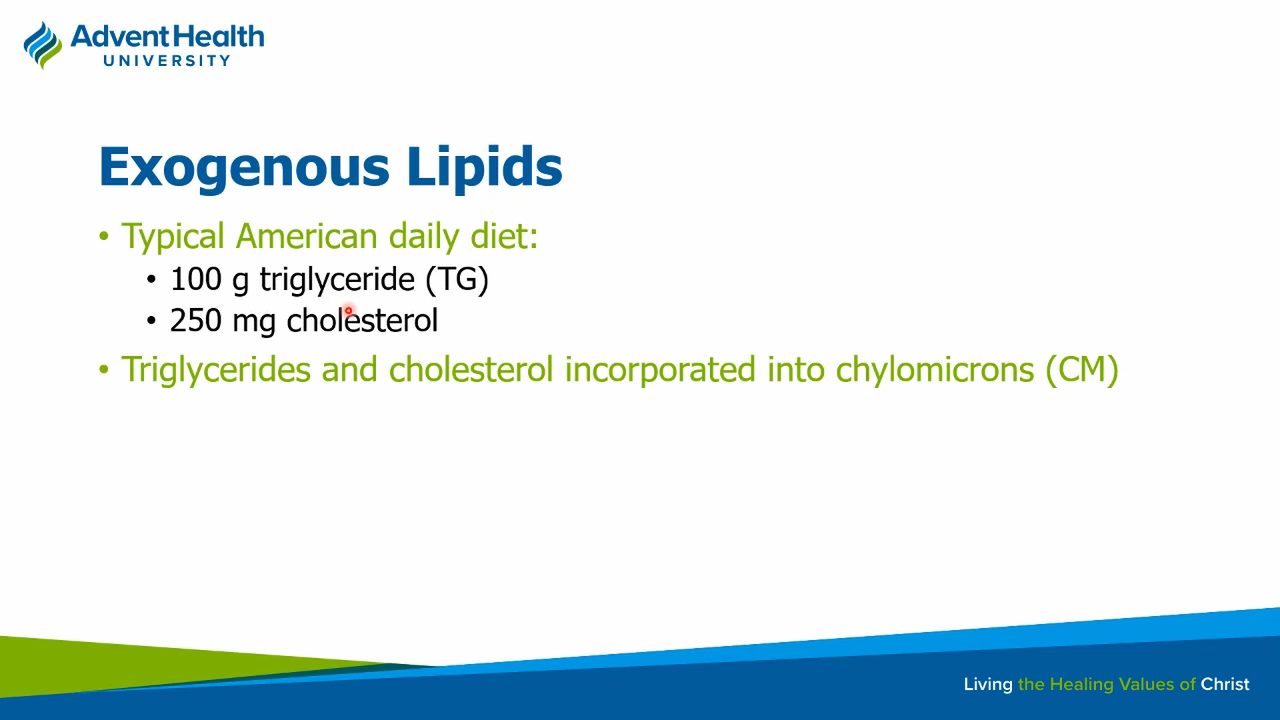 AdventHealth
UNIVERSITY
Exogenous Lipids
• Typical American daily diet:
• 100 g triglyceride (TG)
• 250 mg cholesterol
• Triglycerides and cholesterol incorporated into chylomicrons (CM)
Living the Healing Values of Christ